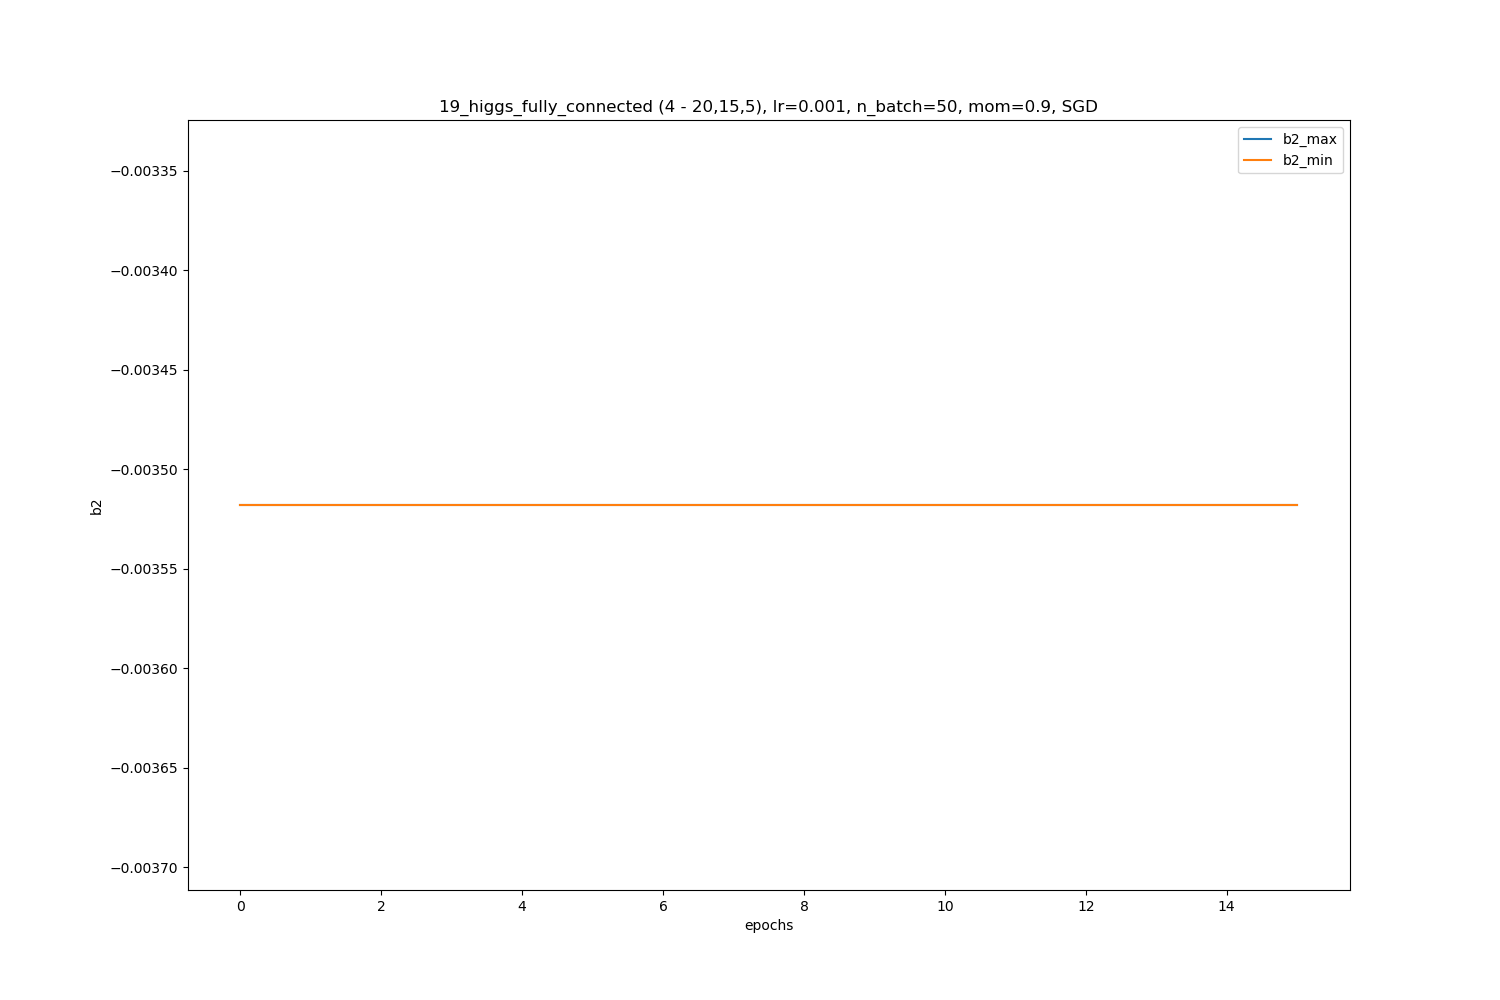 19_higgs_fully_connected (4 - 20,15,5), lr=0.001, n_batch=50, mom=0.9, SGD
b2_max
b2_min
−0.00335
−0.00340
−0.00345
−0.00350
−0.00355
−0.00360
−0.00365
−0.00370
b2
0 2 4 6 8 10 12 14
epochs